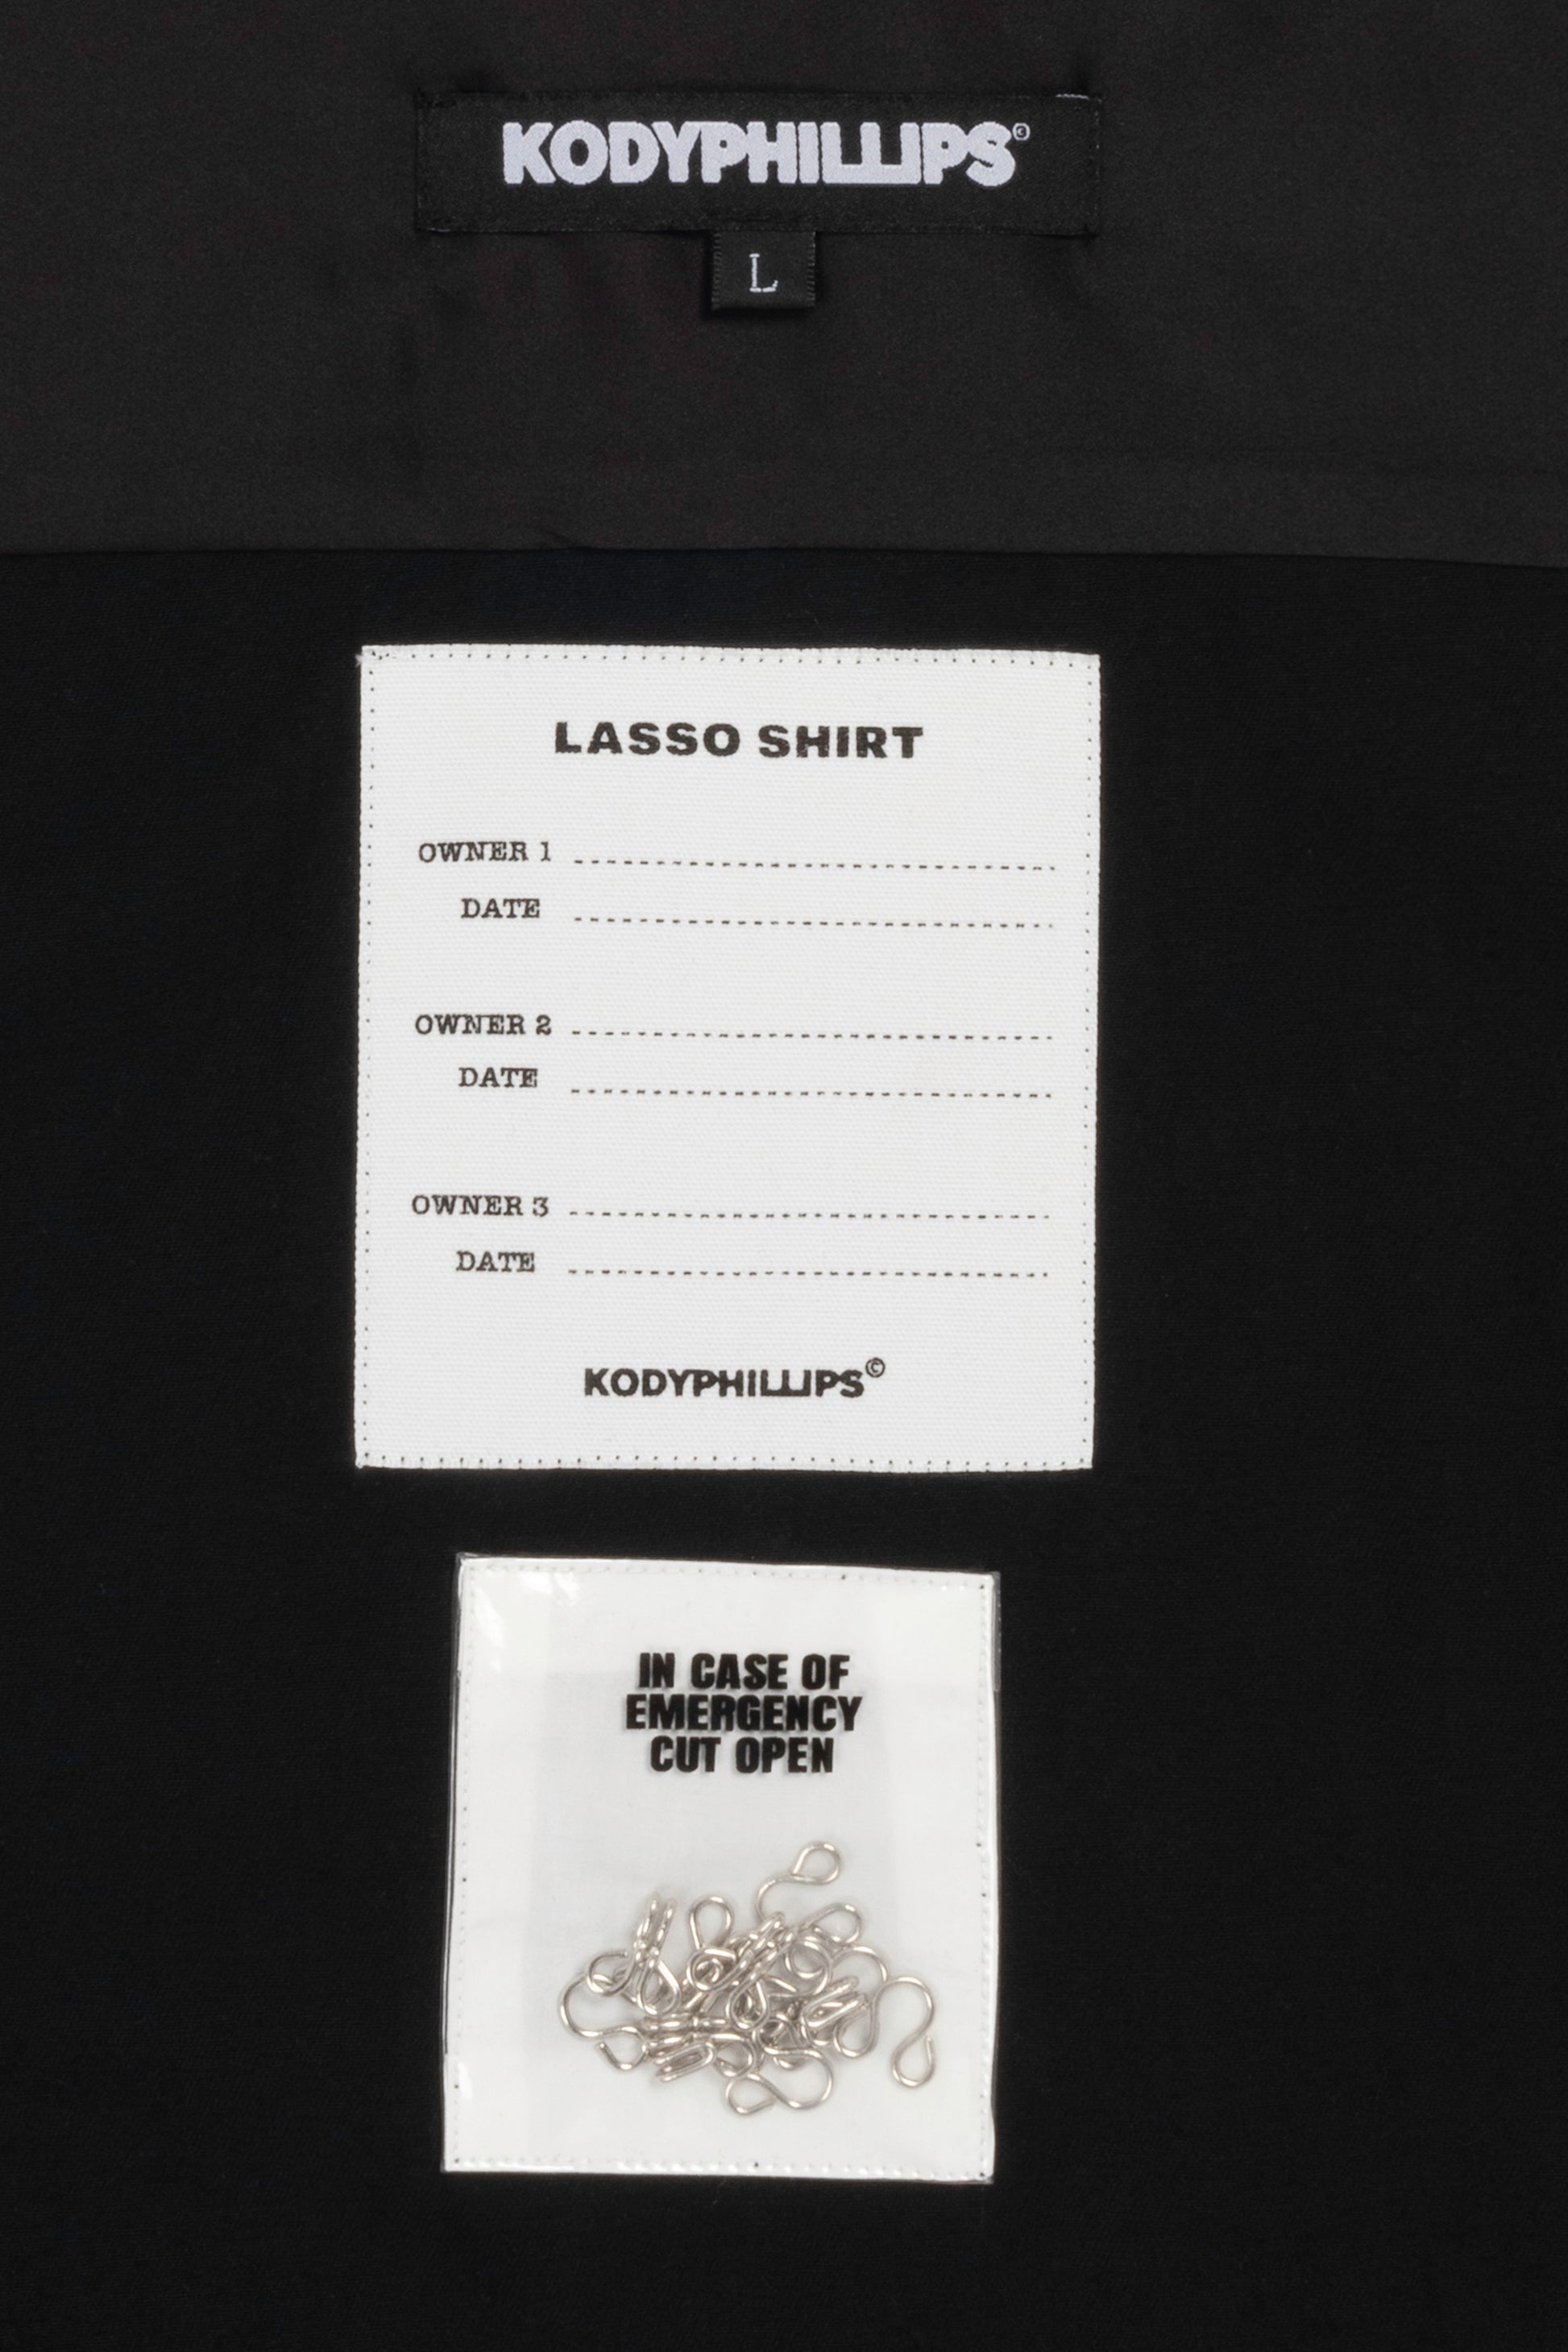 KODYPHILLIPS©
L
LASSO SHIRT
OWNER 1
DATE
OWNER 2
DATE
OWNER 3
DATE
KODYPHILLIPS©
IN CASE OF
EMERGENCY
CUT OPEN